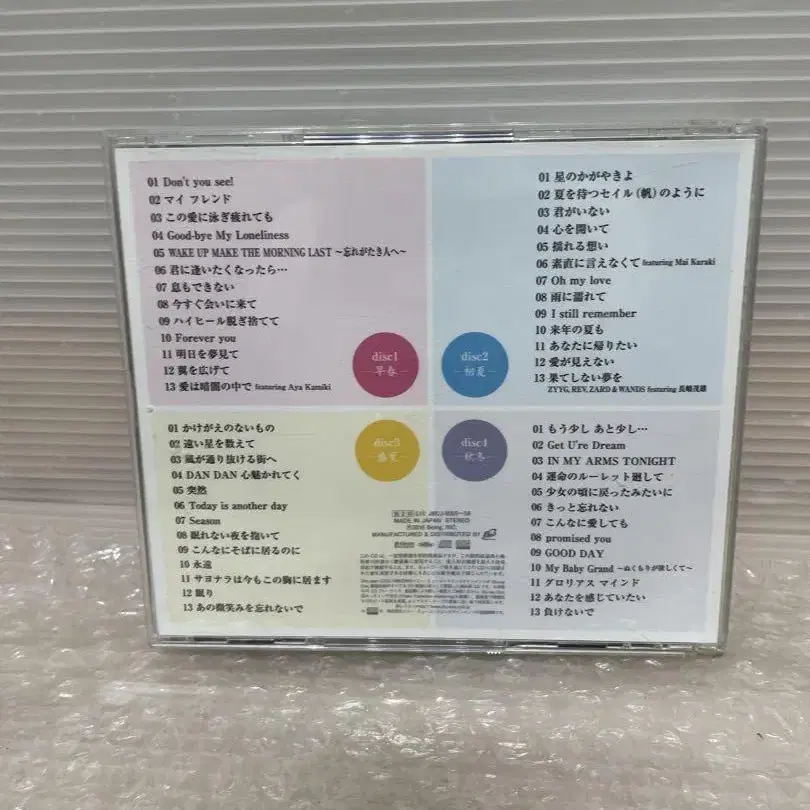 01 Don't you see!
02 マイ フレンド
03 この愛に泳ぎ疲れても
04 Good-bye My Loneliness
05 WAKE UP MAKE THE MORNING LAST ～忘れがたき人へ～
06 君に逢いたくなったら…
07 息もできない
08 今すぐ会いに来て
09 ハイヒール脱ぎ捨てて
10 Forever you
11 明日を夢見て
12 翼を広げて
13 愛は暗闇の中で featuring Aya Kamiki
disc1
早春
01 星のかがやきよ
02 夏を待つセイル(帆)のように
03 君がいない
04 心を開いて
05 揺れる想い
06 素直に言えなくて featuring Mai Kuraki
07 Oh my love
08 雨に濡れて
09 I still remember
10 来年の夏も
11 あなたに帰りたい
12 愛が見えない
13 果てしない夢を
ZYYG, REV, ZARD & WANDS featuring 長嶋茂雄
disc2
初夏
01 かけがえのないもの
02 遠い星を数えて
03 風が通り抜ける街へ
04 DAN DAN 心魅かれてく
05 突然
06 Today is another day
07 Season
08 眠れない夜を抱いて
09 こんなにそばに居るのに
10 永遠
11 サヨナラは今もこの胸に居ます
12 眠り
13 あの微笑みを忘れないで
disc3
盛夏
MADE IN JAPAN STEREO
MANUFACTURED & DISTRIBUTED BY
disc4
秋冬
01 もう少し あと少し…
02 Get U're Dream
03 IN MY ARMS TONIGHT
04 運命のルーレット廻して
05 少女の頃に戻ったみたいに
06 きっと忘れない
07 こんなに愛しても
08 promised you
09 GOOD DAY
10 My Baby Grand ～ぬくもりが欲しくて～
11 グロリアス マインド
12 あなたを感じていたい
13 負けないで